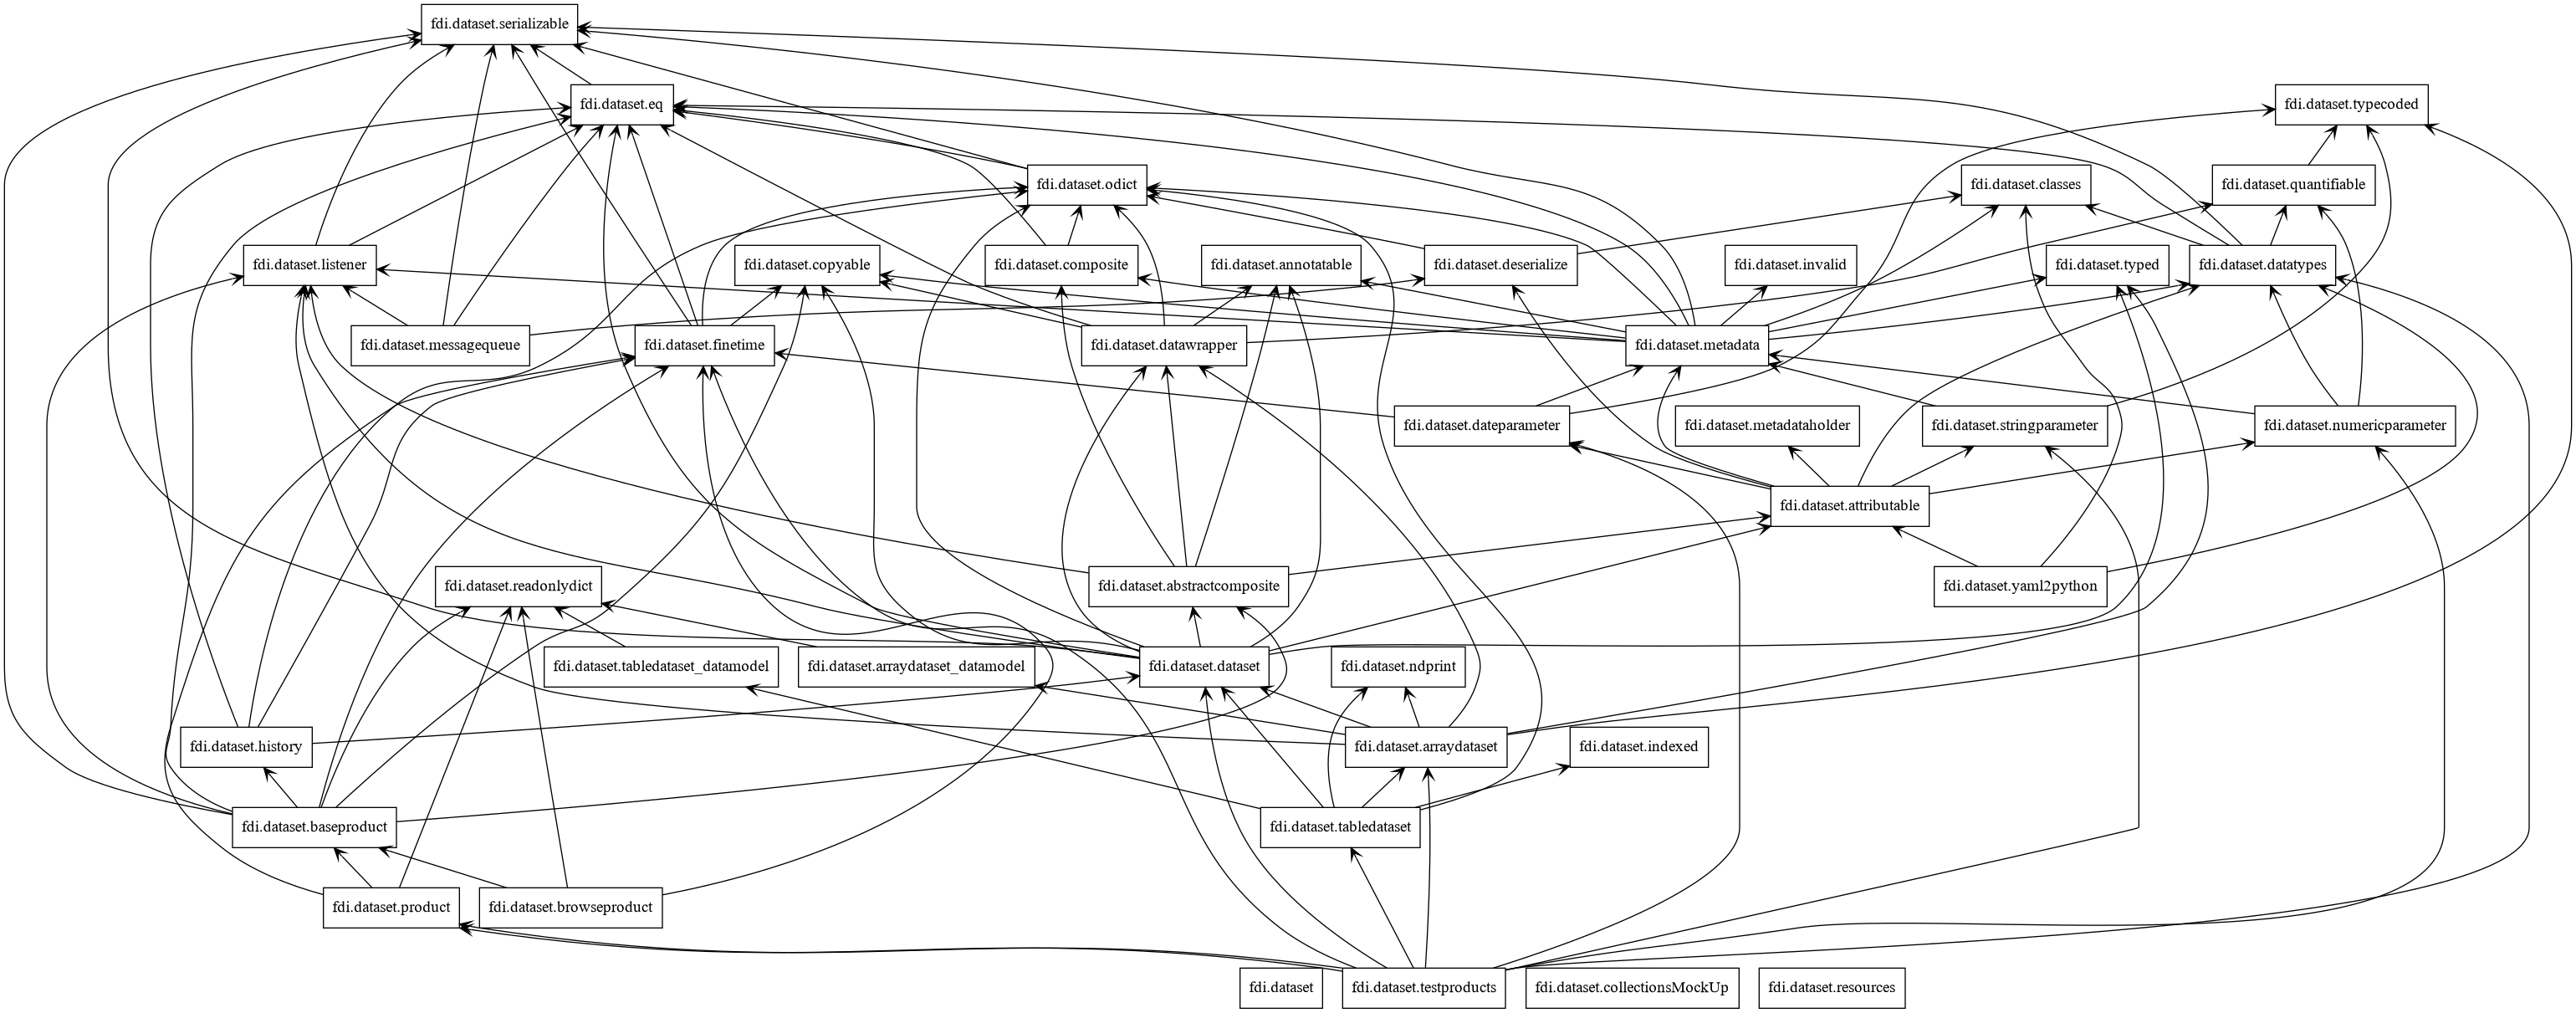 fdi.dataset.serializable
fdi.dataset.eq
fdi.dataset.typecoded
fdi.dataset.odict
fdi.dataset.classes
fdi.dataset.quantifiable
fdi.dataset.listener
fdi.dataset.copyable
fdi.dataset.composite
fdi.dataset.annotatable
fdi.dataset.deserialize
fdi.dataset.invalid
fdi.dataset.typed
fdi.dataset.datatypes
fdi.dataset.messagequeue
fdi.dataset.finetime
fdi.dataset.datawrapper
fdi.dataset.metadata
fdi.dataset.dateparameter
fdi.dataset.metadataholder
fdi.dataset.stringparameter
fdi.dataset.numericparameter
fdi.dataset.attributable
fdi.dataset.readonlydict
fdi.dataset.abstractcomposite
fdi.dataset.yaml2python
fdi.dataset.tabledataset_datamodel
fdi.dataset.arraydataset_datamodel
fdi.dataset.dataset
fdi.dataset.ndprint
fdi.dataset.history
fdi.dataset.arraydataset
fdi.dataset.indexed
fdi.dataset.baseproduct
fdi.dataset.tabledataset
fdi.dataset.product
fdi.dataset.browseproduct
fdi.dataset
fdi.dataset.testproducts
fdi.dataset.collectionsMockUp
fdi.dataset.resources